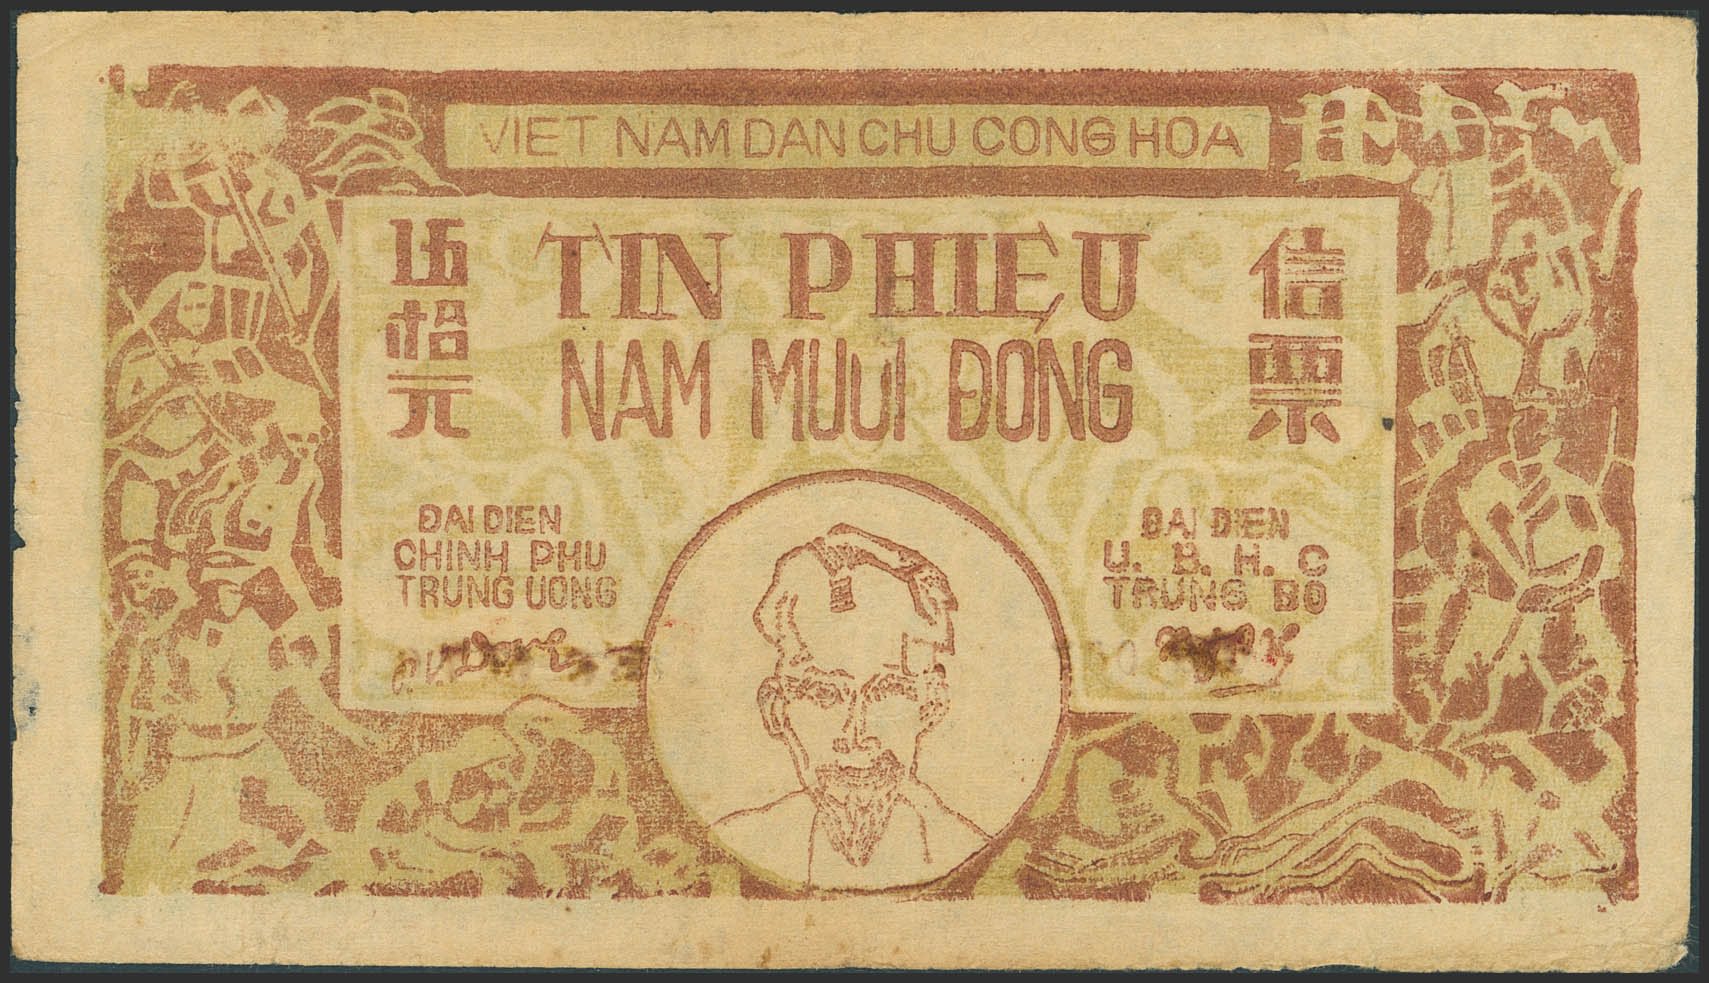 VIET NAM DAN CHU CONG HOA
伍拾元
TIN PHIẾU
信票
NAM MUOI ĐỒNG
ĐAI DIEN
CHINH PHU
TRUNG UONG
ĐAI DIEN
U. B. H. C
TRUNG BO